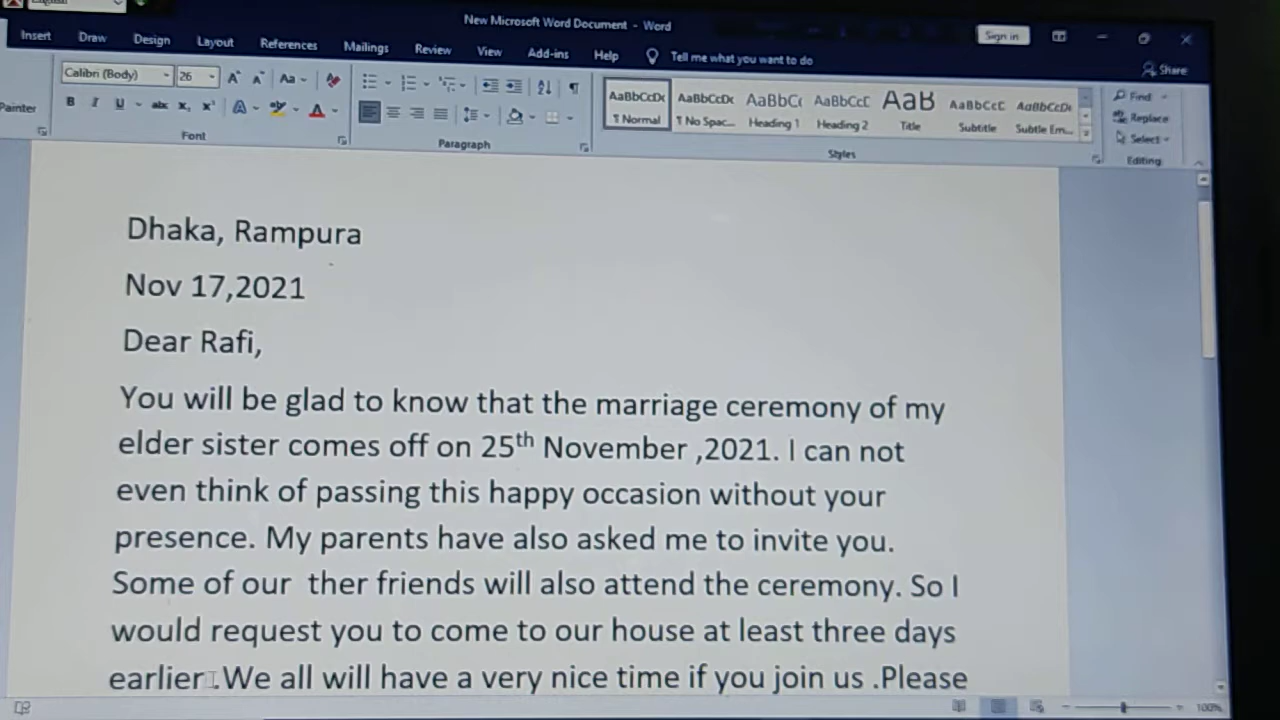 English
New Microsoft Word Document - Word
Sign in
Insert Draw Design Layout References Mailings Review View Add-ins Help Tell me what you want to do
Share
Painter
Calibri (Body) 26 Aa
B I U abc x, x² A
Font
Paragraph
AaBbCcDc AaBbCcDc AaBbC( AaBbCcC AaB AaBbCcC AaBbCcDc
¶ Normal ¶ No Spac... Heading 1 Heading 2 Title Subtitle Subtle Em...
Styles
Find
Replace
Select
Editing
Dhaka, Rampura
Nov 17,2021
Dear Rafi,
You will be glad to know that the marriage ceremony of my
elder sister comes off on 25th November ,2021. I can not
even think of passing this happy occasion without your
presence. My parents have also asked me to invite you.
Some of our  ther friends will also attend the ceremony. So I
would request you to come to our house at least three days
earlier .We all will have a very nice time if you join us .Please
100%